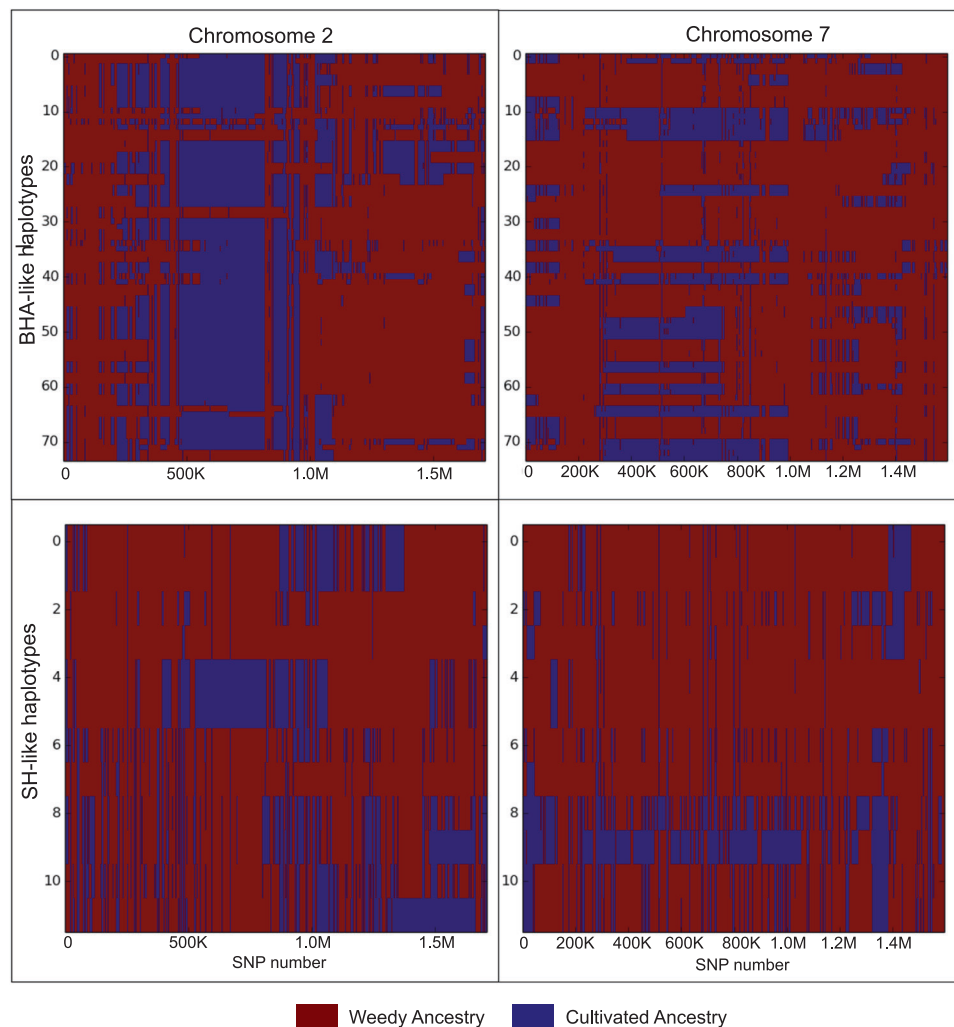 Chromosome 2
Chromosome 7
BHA-like haplotypes
0
10
20
30
40
50
60
70
0 500K 1.0M 1.5M
0
10
20
30
40
50
60
70
0 200K 400K 600K 800K 1.0M 1.2M 1.4M
SH-like haplotypes
0
2
4
6
8
10
0 500K 1.0M 1.5M
SNP number
0
2
4
6
8
10
0 200K 400K 600K 800K 1.0M 1.2M 1.4M
SNP number
Weedy Ancestry Cultivated Ancestry